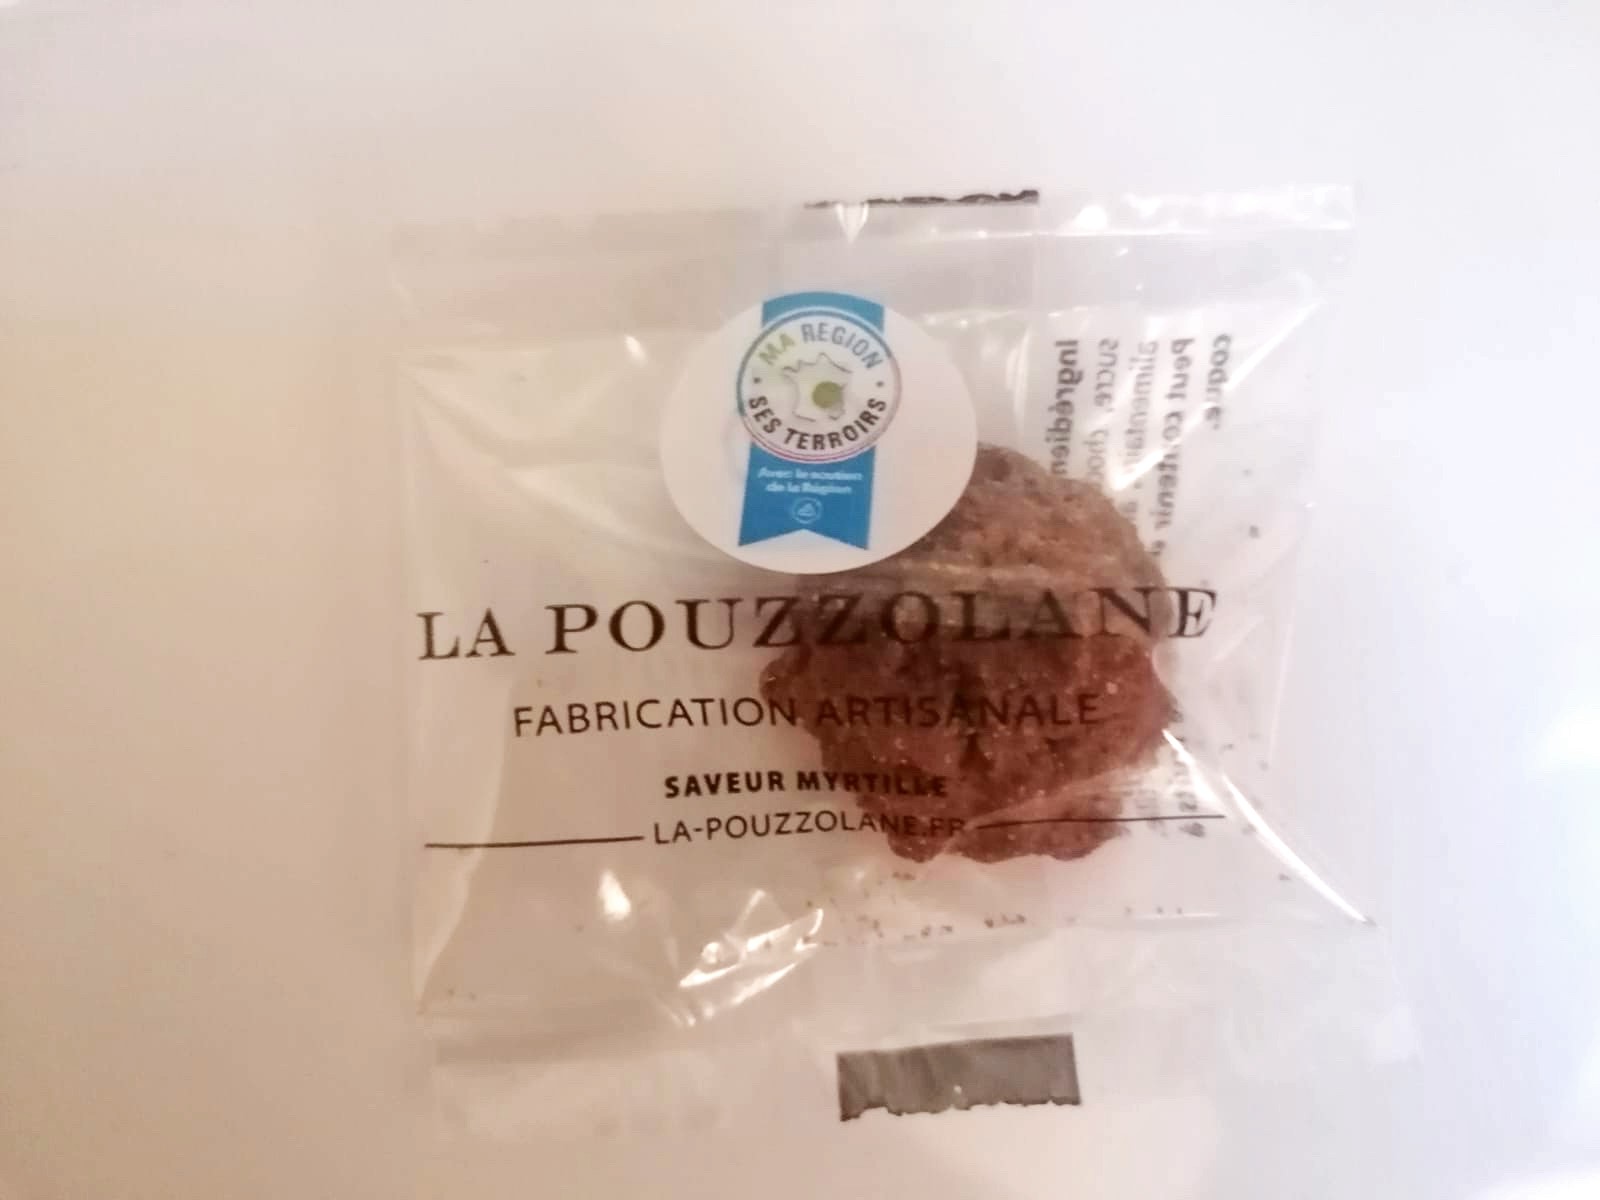 MA REGION
SES TERROIRS
Avec le soutien
de la Région
LA POUZZOLANE
FABRICATION ARTISANALE
SAVEUR MYRTILLE
LA-POUZZOLANE.FR